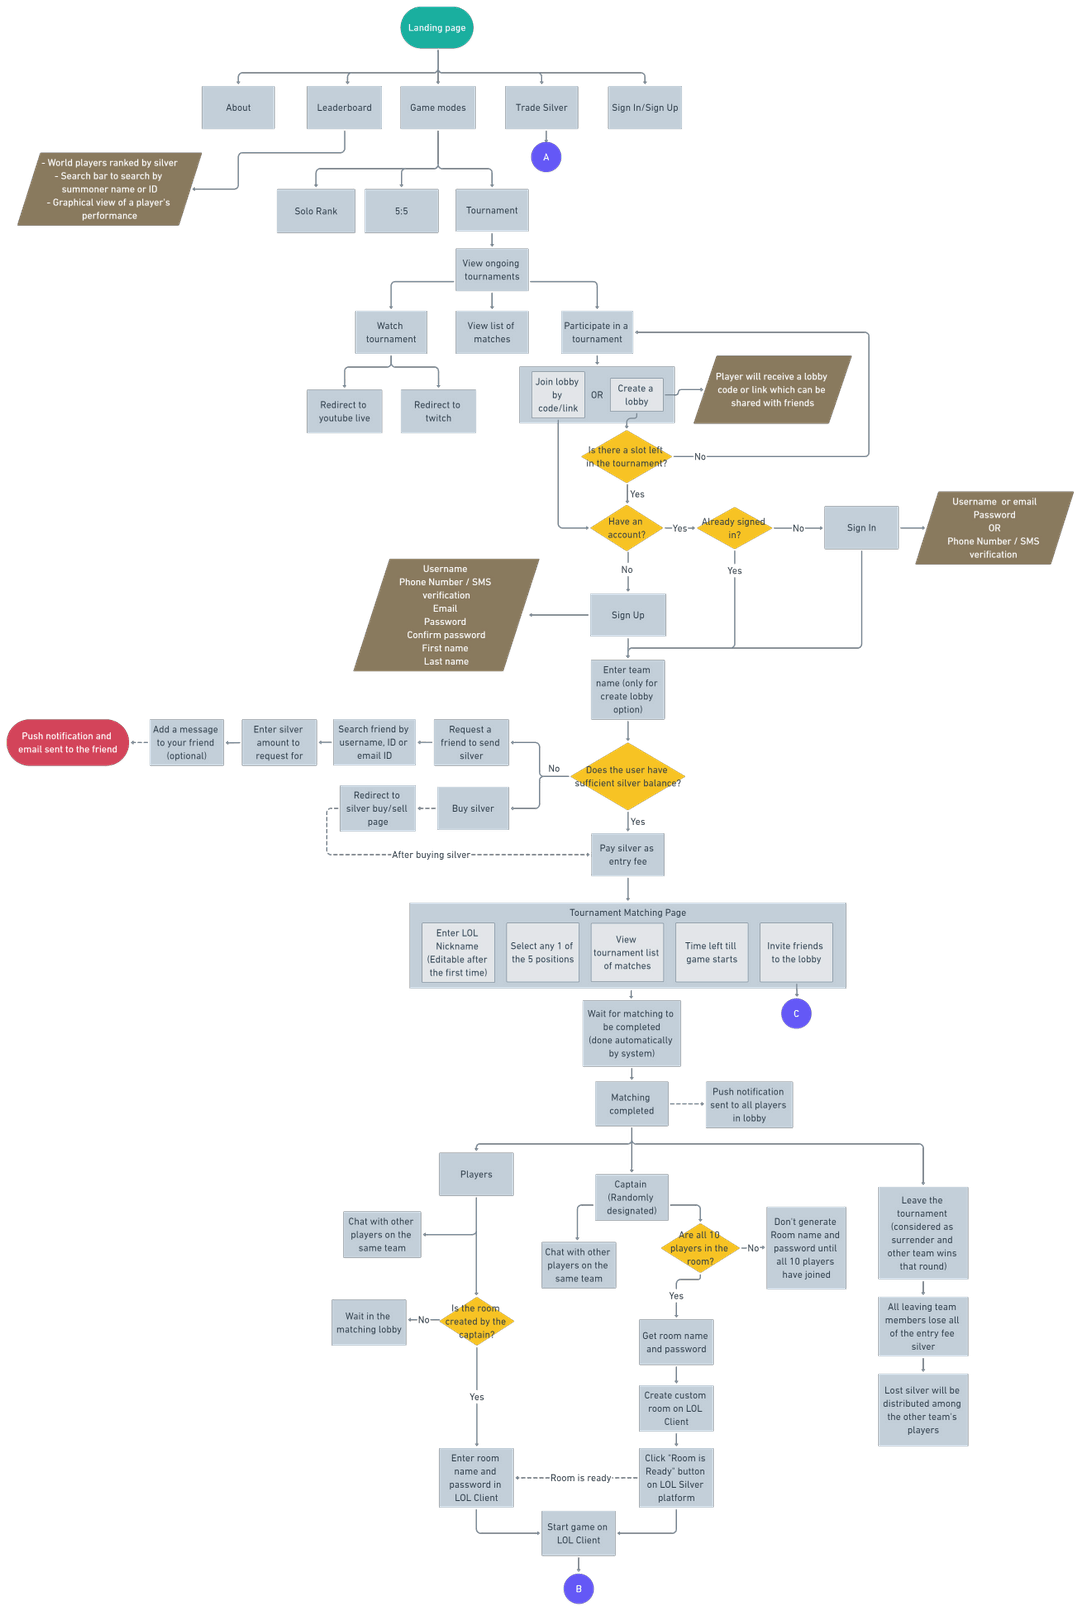 Landing page
About
Leaderboard
Game modes
Trade Silver
Sign In/Sign Up
A
- World players ranked by silver
- Search bar to search by
summoner name or ID
- Graphical view of a player's
performance
Solo Rank
5:5
Tournament
View ongoing
tournaments
Watch
tournament
View list of
matches
Participate in a
tournament
Redirect to
youtube live
Redirect to
twitch
Join lobby
by
code/link
OR
Create a
lobby
Player will receive a lobby
code or link which can be
shared with friends
Is there a slot left
in the tournament?
No
Yes
Have an
account?
Yes
Already signed
in?
No
Sign In
Username or email
Password
OR
Phone Number / SMS
verification
No
Yes
Username
Phone Number / SMS
verification
Email
Password
Confirm password
First name
Last name
Sign Up
Enter team
name (only for
create lobby
option)
Push notification and
email sent to the friend
Add a message
to your friend
(optional)
Enter silver
amount to
request for
Search friend by
username, ID or
email ID
Request a
friend to send
silver
No
Does the user have
sufficient silver balance?
Redirect to
silver buy/sell
page
Buy silver
Yes
After buying silver
Pay silver as
entry fee
Tournament Matching Page
Enter LOL
Nickname
(Editable after
the first time)
Select any 1 of
the 5 positions
View
tournament list
of matches
Time left till
game starts
Invite friends
to the lobby
C
Wait for matching to
be completed
(done automatically
by system)
Matching
completed
Push notification
sent to all players
in lobby
Players
Captain
(Randomly
designated)
Leave the
tournament
(considered as
surrender and
other team wins
that round)
Chat with other
players on the
same team
Chat with other
players on the
same team
Are all 10
players in the
room?
No
Don't generate
Room name and
password until
all 10 players
have joined
Yes
Wait in the
matching lobby
No
Is the room
created by the
captain?
Get room name
and password
All leaving team
members lose all
of the entry fee
silver
Yes
Create custom
room on LOL
Client
Lost silver will be
distributed among
the other team's
players
Enter room
name and
password in
LOL Client
Room is ready
Click "Room is
Ready" button
on LOL Silver
platform
Start game on
LOL Client
B